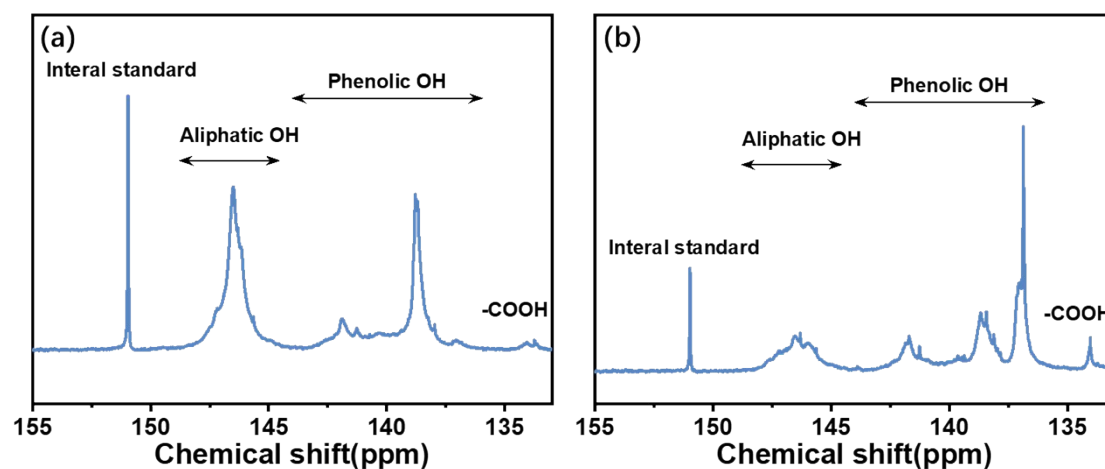 (a)
Interal standard
Phenolic OH
Aliphatic OH
-COOH
155 150 145 140 135
Chemical shift(ppm)
(b)
Phenolic OH
Aliphatic OH
Interal standard
-COOH
155 150 145 140 135
Chemical shift(ppm)